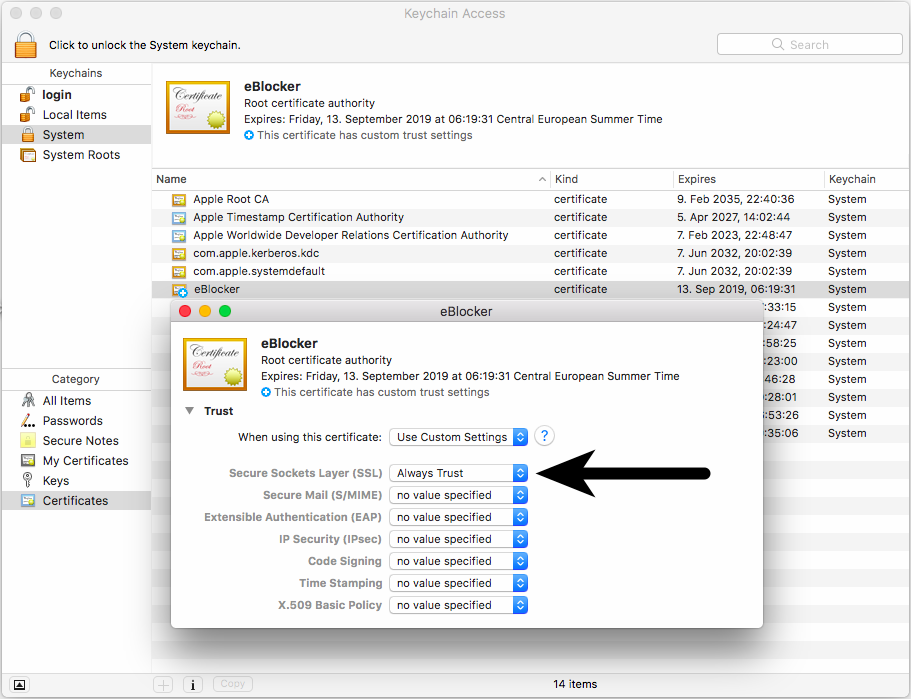 Keychain Access
Click to unlock the System keychain.
Search
Keychains
login
Local Items
System
System Roots
Certificate
Root
eBlocker
Root certificate authority
Expires: Friday, 13. September 2019 at 06:19:31 Central European Summer Time
This certificate has custom trust settings
Name Kind Expires Keychain
Apple Root CA certificate 9. Feb 2035, 22:40:36 System
Apple Timestamp Certification Authority certificate 5. Apr 2027, 14:02:44 System
Apple Worldwide Developer Relations Certification Authority certificate 7. Feb 2023, 22:48:47 System
com.apple.kerberos.kdc certificate 7. Jun 2032, 20:02:39 System
com.apple.systemdefault certificate 7. Jun 2032, 20:02:39 System
eBlocker certificate 13. Sep 2019, 06:19:31 System
:33:15 System
:24:47 System
:58:25 System
:23:00 System
:46:28 System
:28:01 System
:53:26 System
:35:06 System
eBlocker
Certificate
Root
eBlocker
Root certificate authority
Expires: Friday, 13. September 2019 at 06:19:31 Central European Summer Time
This certificate has custom trust settings
Trust
When using this certificate: Use Custom Settings ?
Secure Sockets Layer (SSL) Always Trust
Secure Mail (S/MIME) no value specified
Extensible Authentication (EAP) no value specified
IP Security (IPsec) no value specified
Code Signing no value specified
Time Stamping no value specified
X.509 Basic Policy no value specified
Category
All Items
Passwords
Secure Notes
My Certificates
Keys
Certificates
+ i Copy 14 items